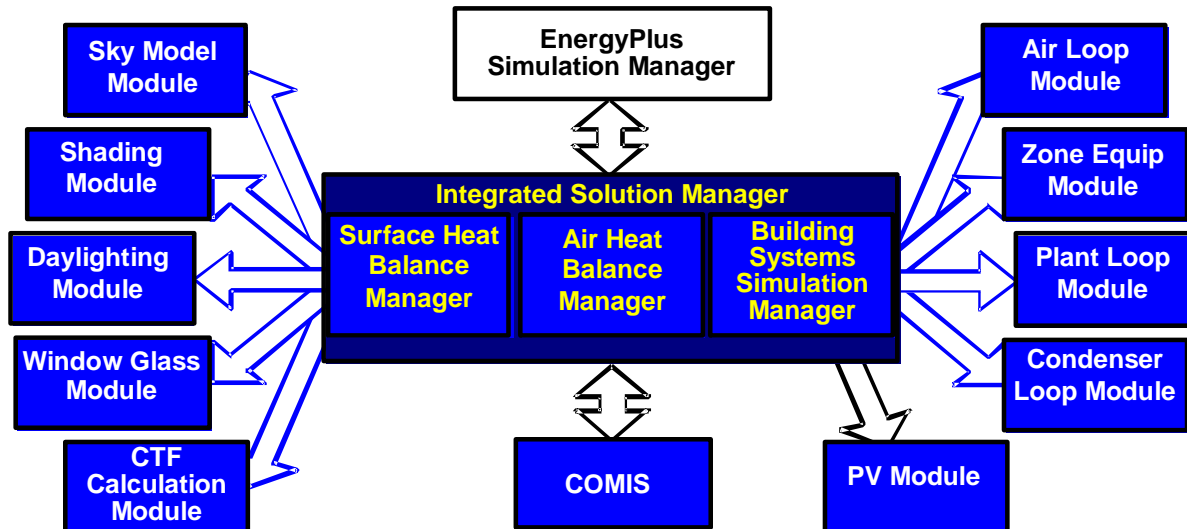 EnergyPlus
Simulation Manager
Sky Model
Module
Shading
Module
Daylighting
Module
Window Glass
Module
CTF
Calculation
Module
Integrated Solution Manager
Surface Heat
Balance
Manager
Air Heat
Balance
Manager
Building
Systems
Simulation
Manager
COMIS
PV Module
Air Loop
Module
Zone Equip
Module
Plant Loop
Module
Condenser
Loop Module